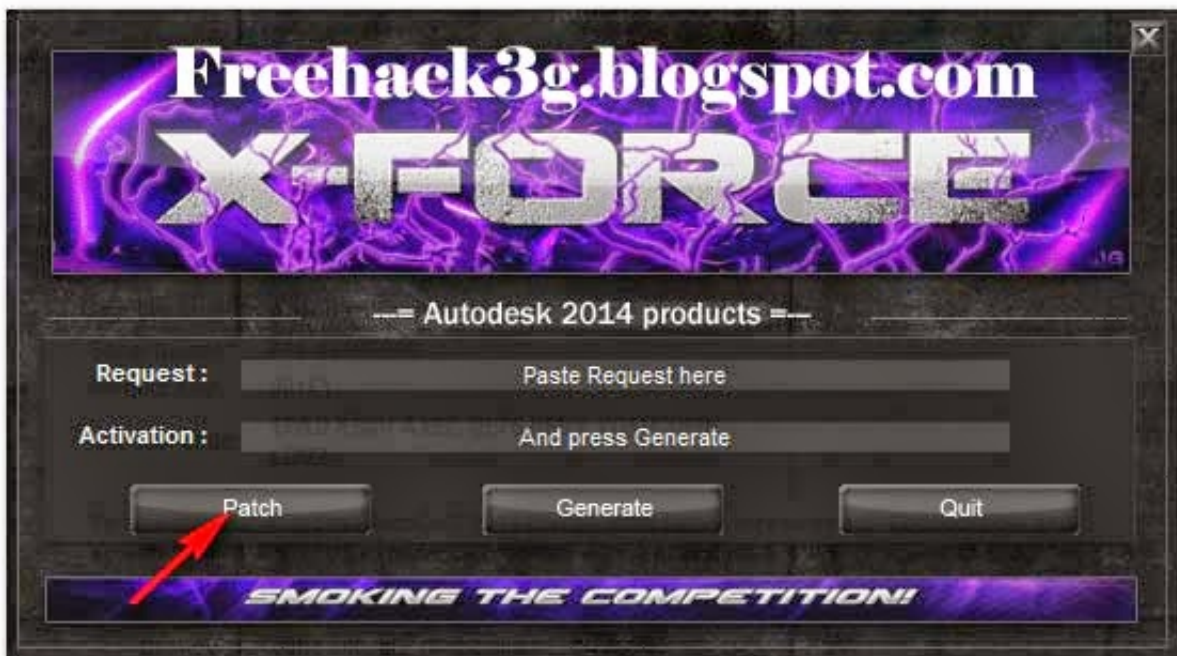 Freehack3g.blogspot.com
X-FORCE
---= Autodesk 2014 products =---
Request : Paste Request here
Activation : And press Generate
Patch Generate Quit
SMOKING THE COMPETITION!